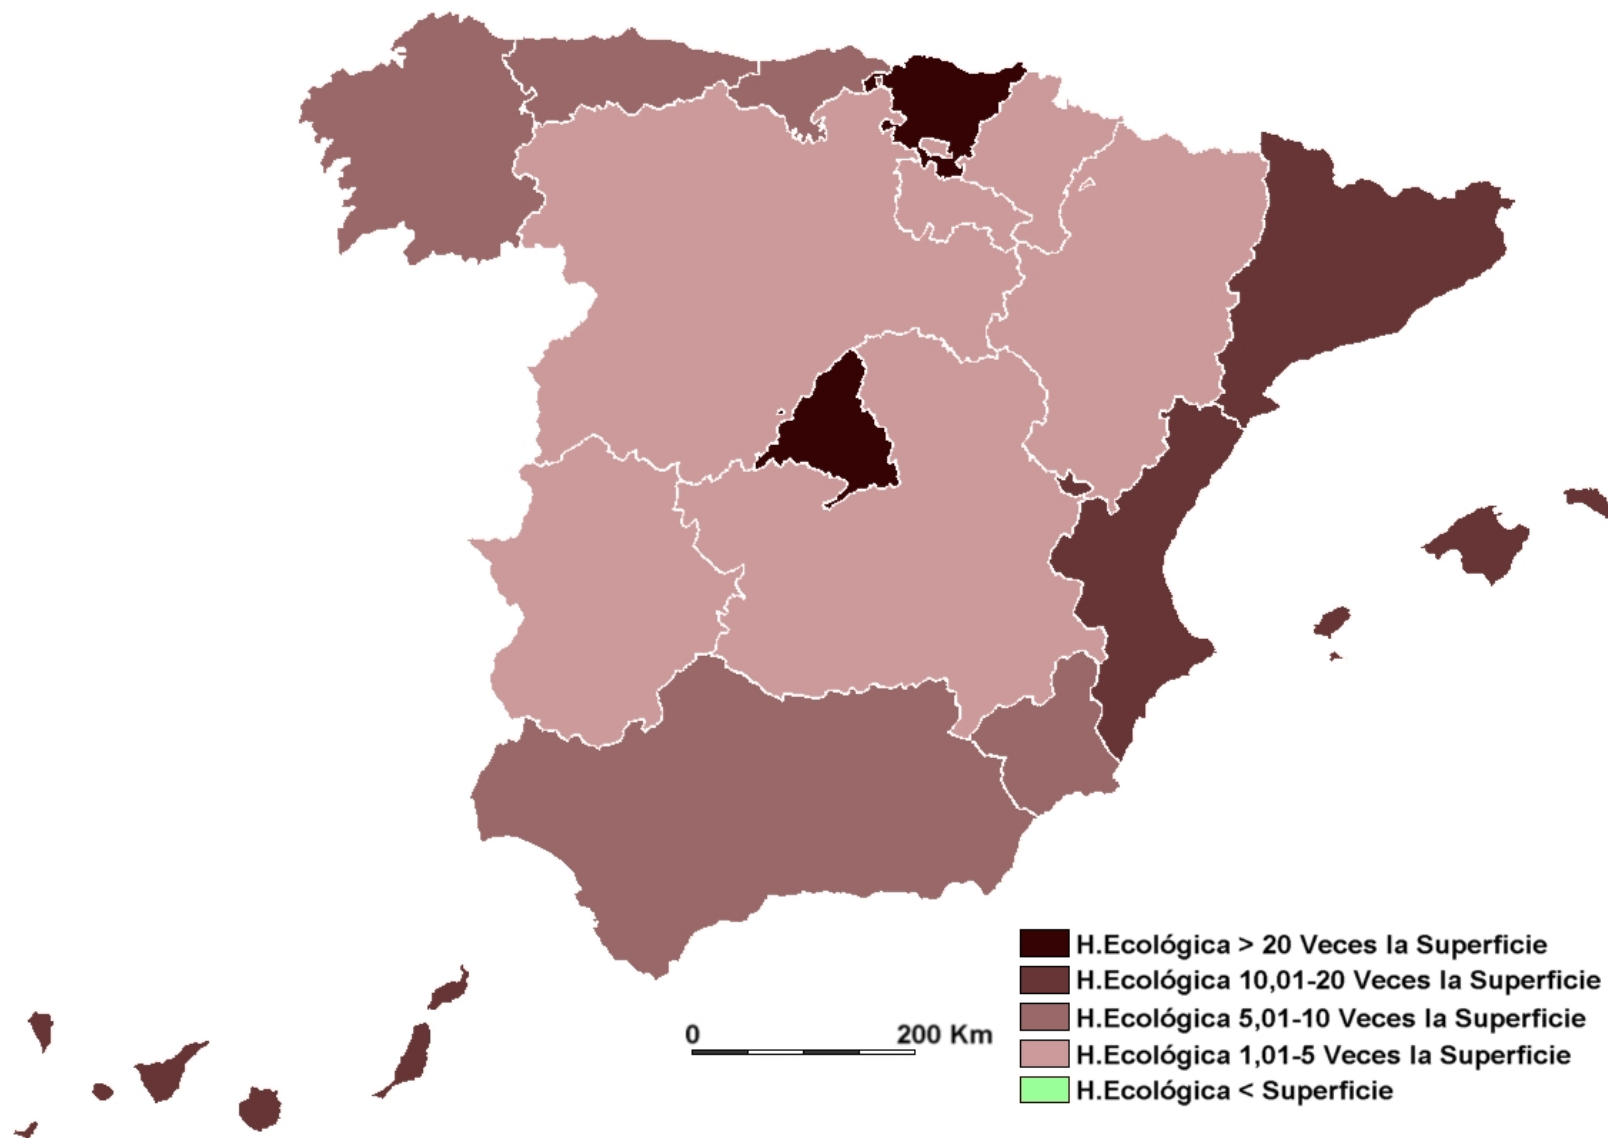 H.Ecológica > 20 Veces la Superficie
H.Ecológica 10,01-20 Veces la Superficie
H.Ecológica 5,01-10 Veces la Superficie
H.Ecológica 1,01-5 Veces la Superficie
H.Ecológica < Superficie
0 200 Km